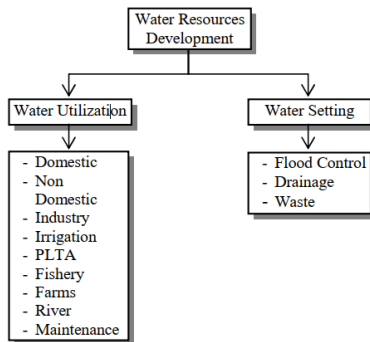 Water Resources
Development
Water Utilization
Water Setting
- Domestic
- Non
Domestic
- Industry
- Irrigation
- PLTA
- Fishery
- Farms
- River
- Maintenance
- Flood Control
- Drainage
- Waste